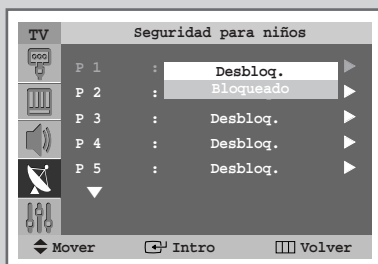 TV Seguridad para niños
P 1 : Desbloq.
Bloqueado
P 2 :
P 3 : Desbloq.
P 4 : Desbloq.
P 5 : Desbloq.
Mover Intro Volver